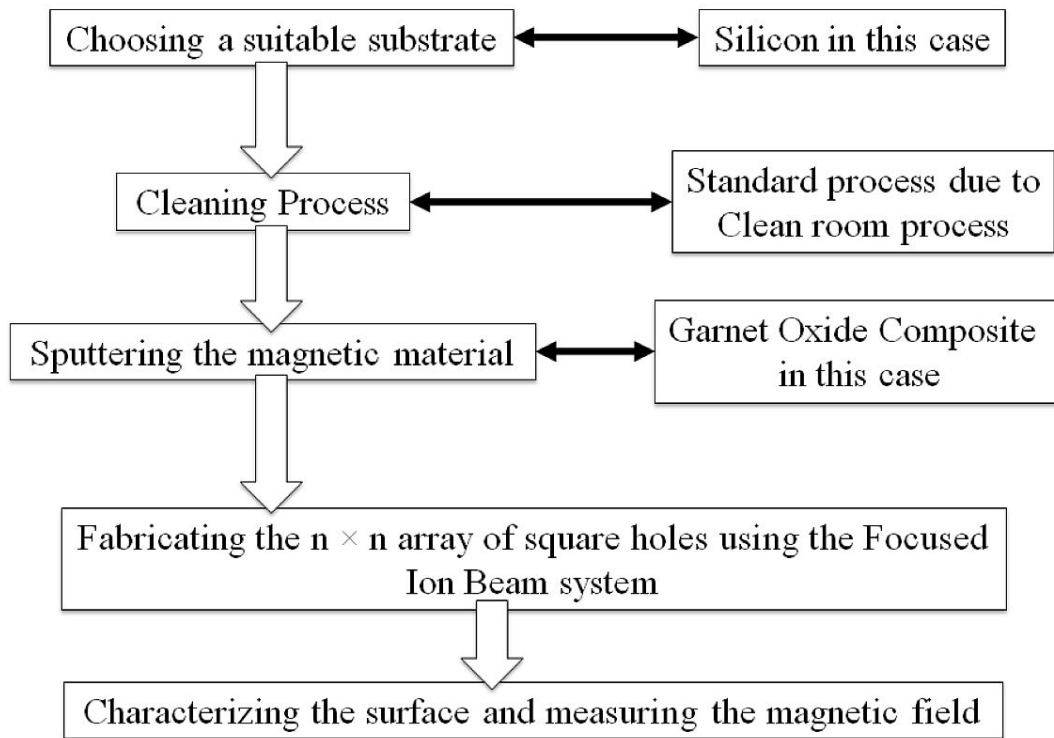 Choosing a suitable substrate
Silicon in this case
Cleaning Process
Standard process due to
Clean room process
Sputtering the magnetic material
Garnet Oxide Composite
in this case
Fabricating the n × n array of square holes using the Focused
Ion Beam system
Characterizing the surface and measuring the magnetic field